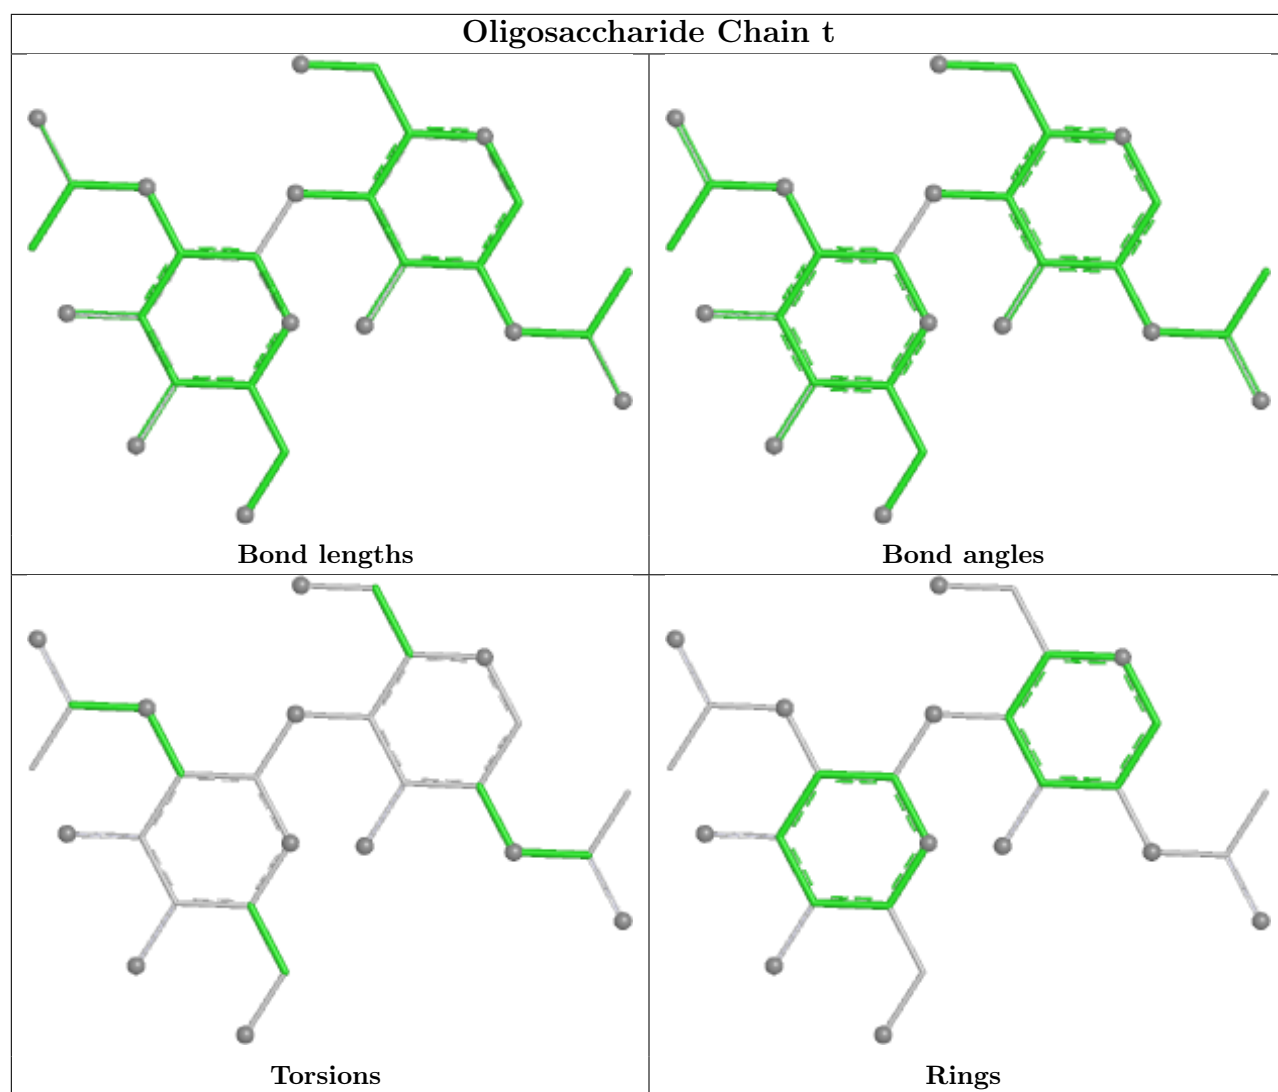 Oligosaccharide Chain t
Bond lengths
Bond angles
Torsions
Rings